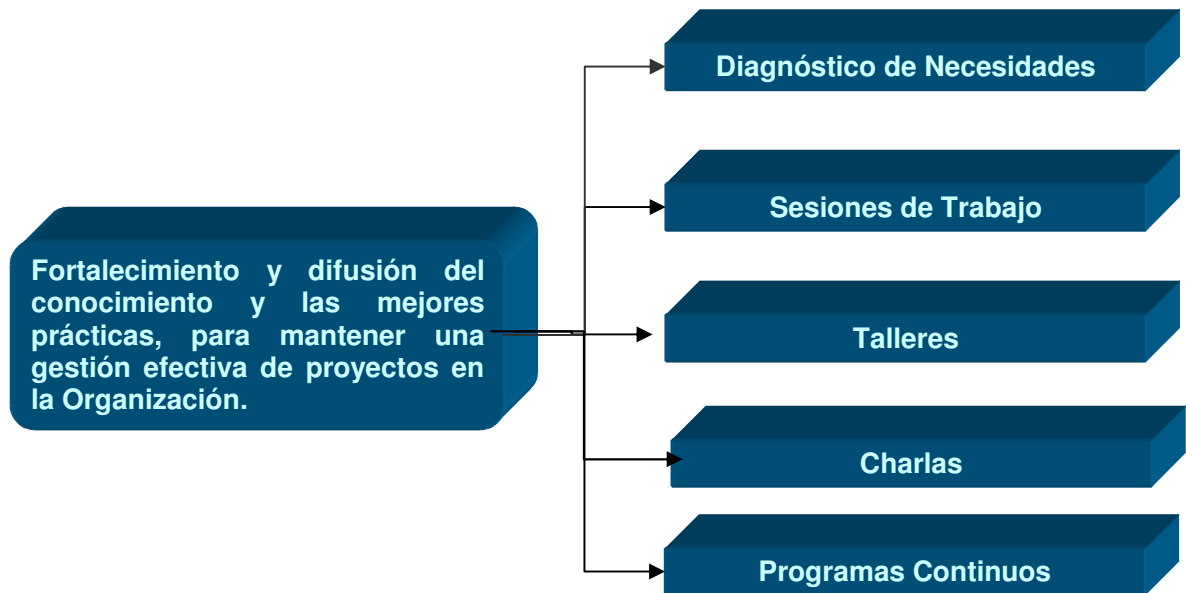 Diagnóstico de Necesidades
Sesiones de Trabajo
Fortalecimiento y difusión del
conocimiento y las mejores
prácticas, para mantener una
gestión efectiva de proyectos en
la Organización.
Talleres
Charlas
Programas Continuos